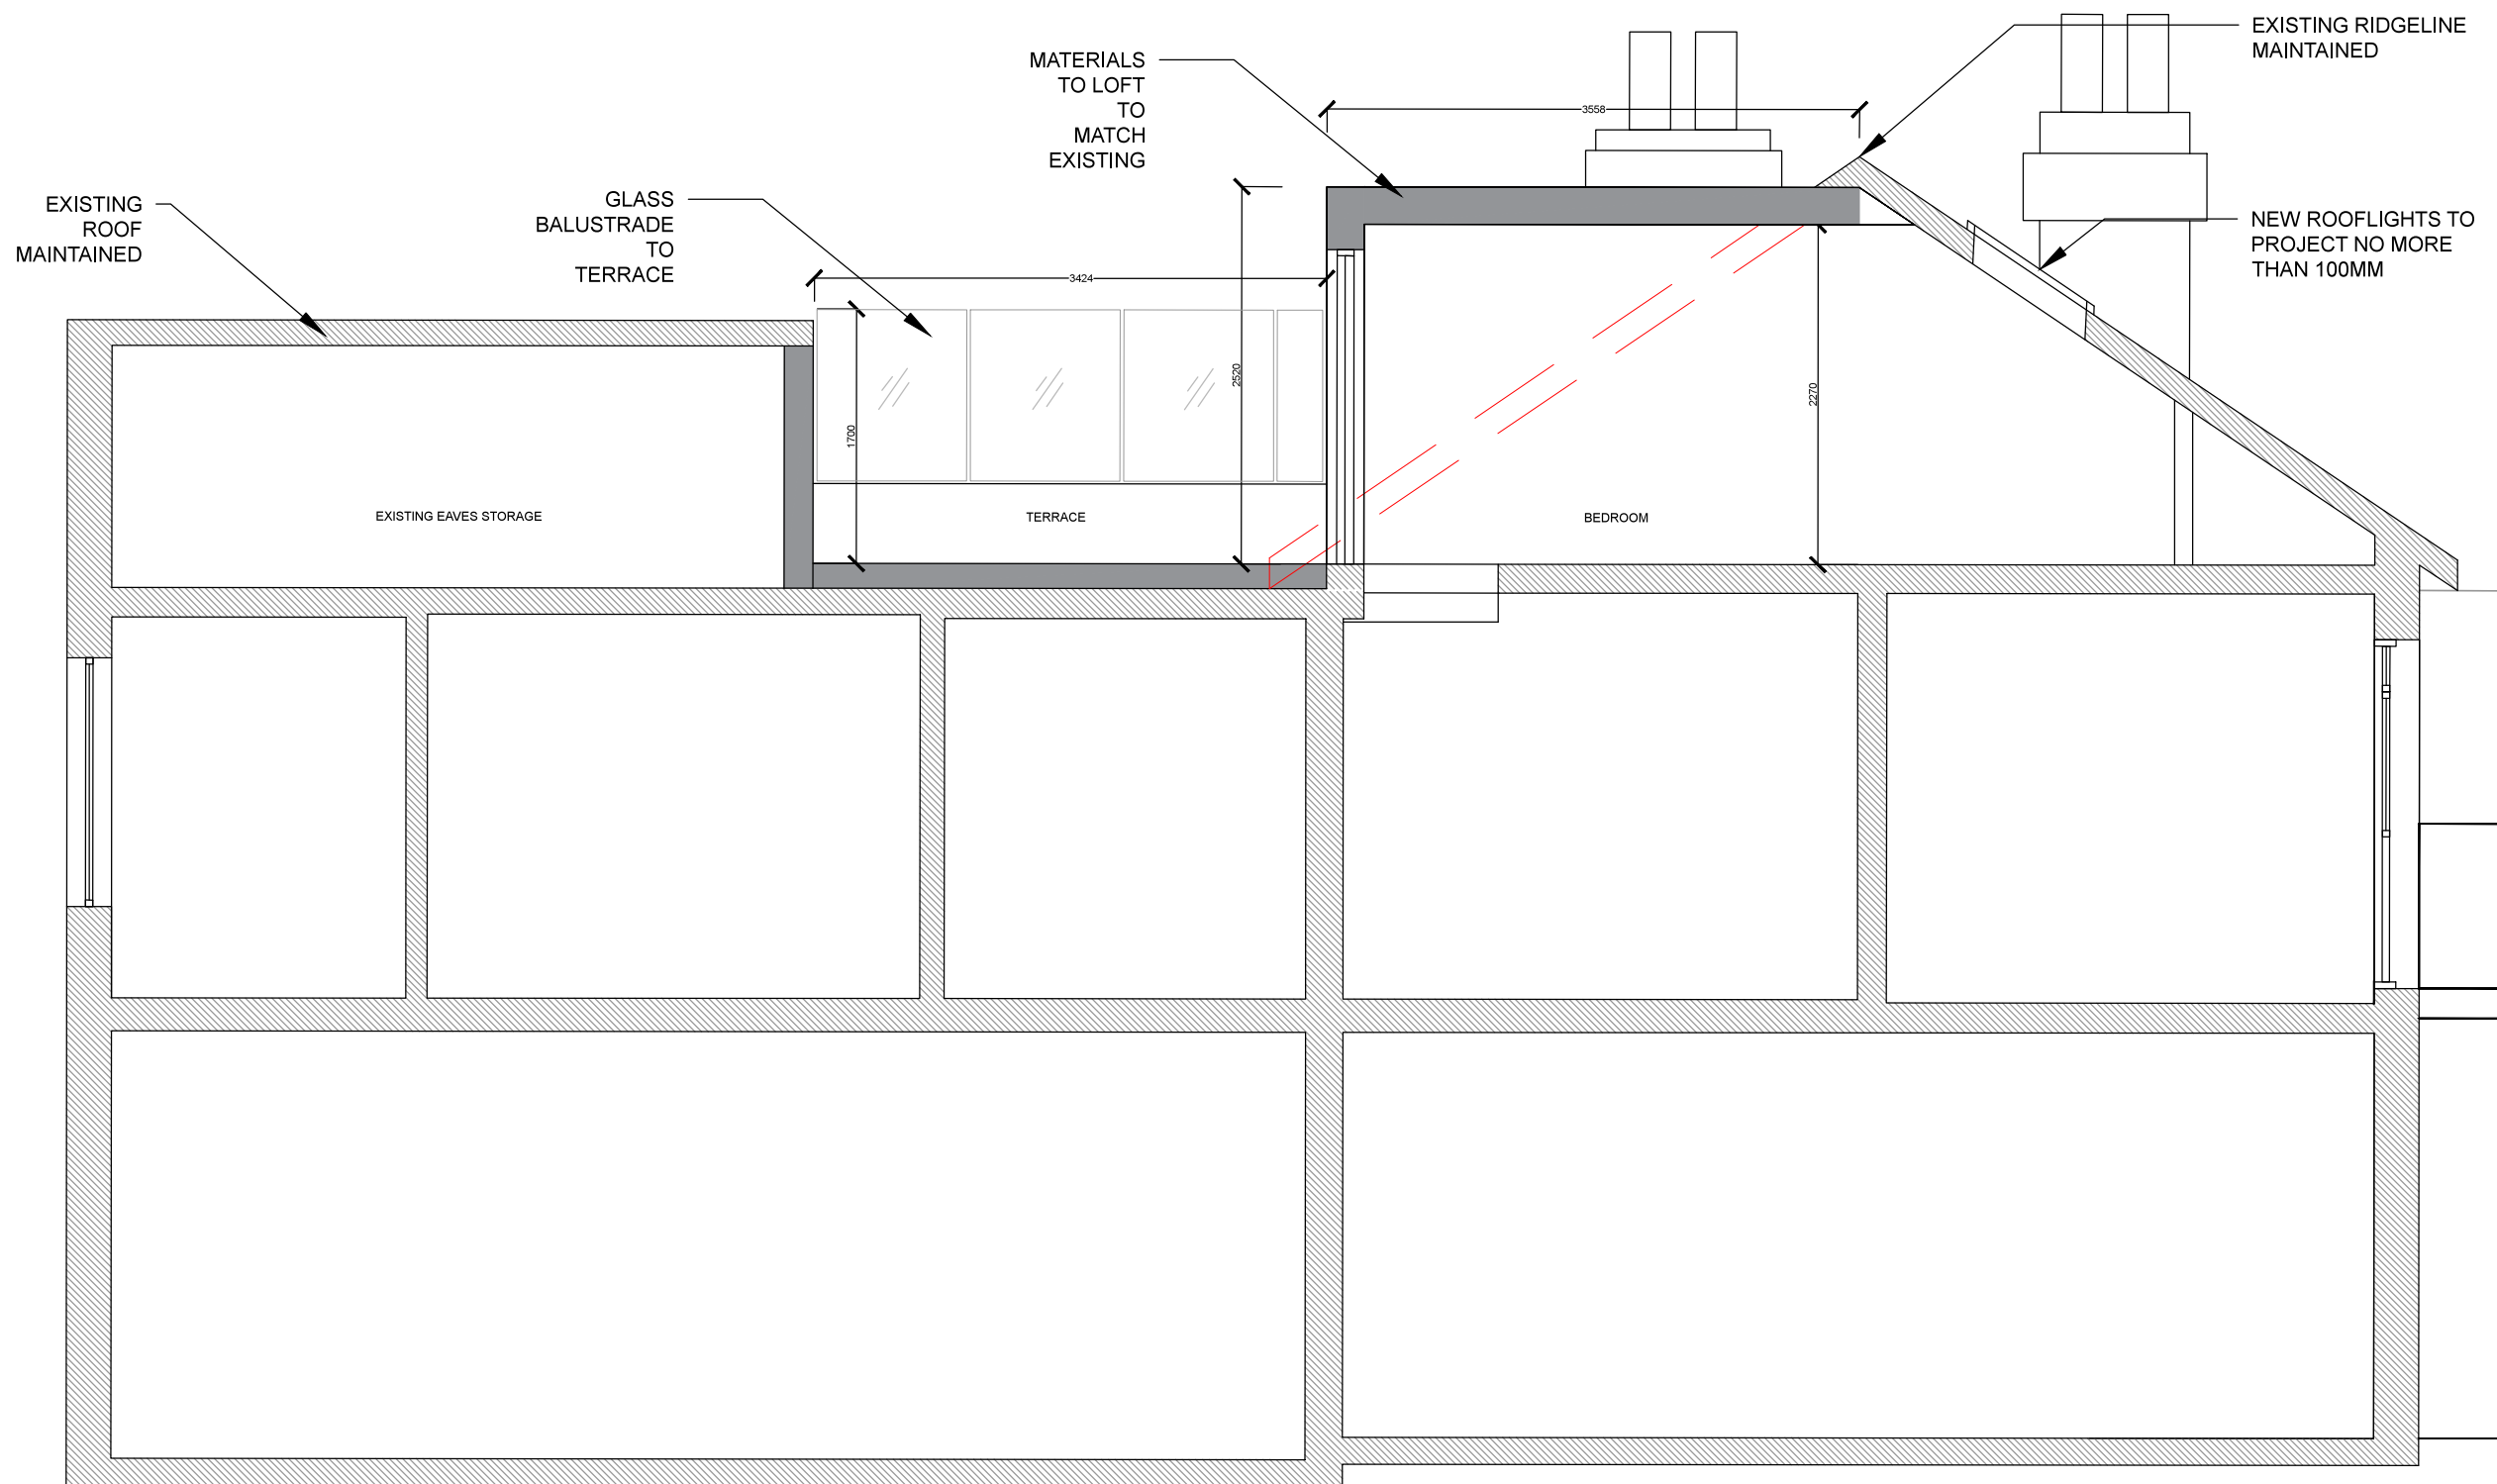 EXISTING RIDGELINE
MAINTAINED
MATERIALS
TO LOFT
TO
MATCH
EXISTING
3558
EXISTING
ROOF
MAINTAINED
GLASS
BALUSTRADE
TO
TERRACE
NEW ROOFLIGHTS TO
PROJECT NO MORE
THAN 100MM
3424
2520
2270
1700
EXISTING EAVES STORAGE
TERRACE
BEDROOM